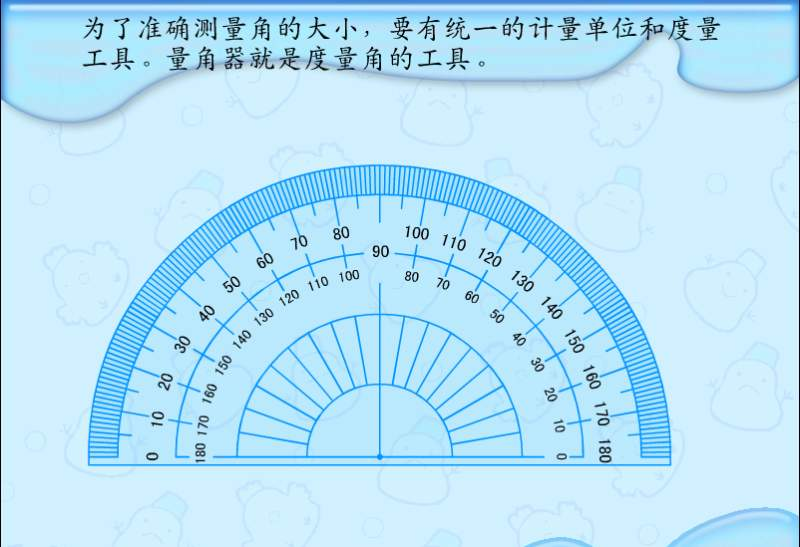 为了准确测量角的大小，要有统一的计量单位和度量
工具。量角器就是度量角的工具。
0 10 20 30 40 50 60 70 80 90 100 110 120 130 140 150 160 170 180
180 170 160 150 140 130 120 110 100 80 70 60 50 40 30 20 10 0